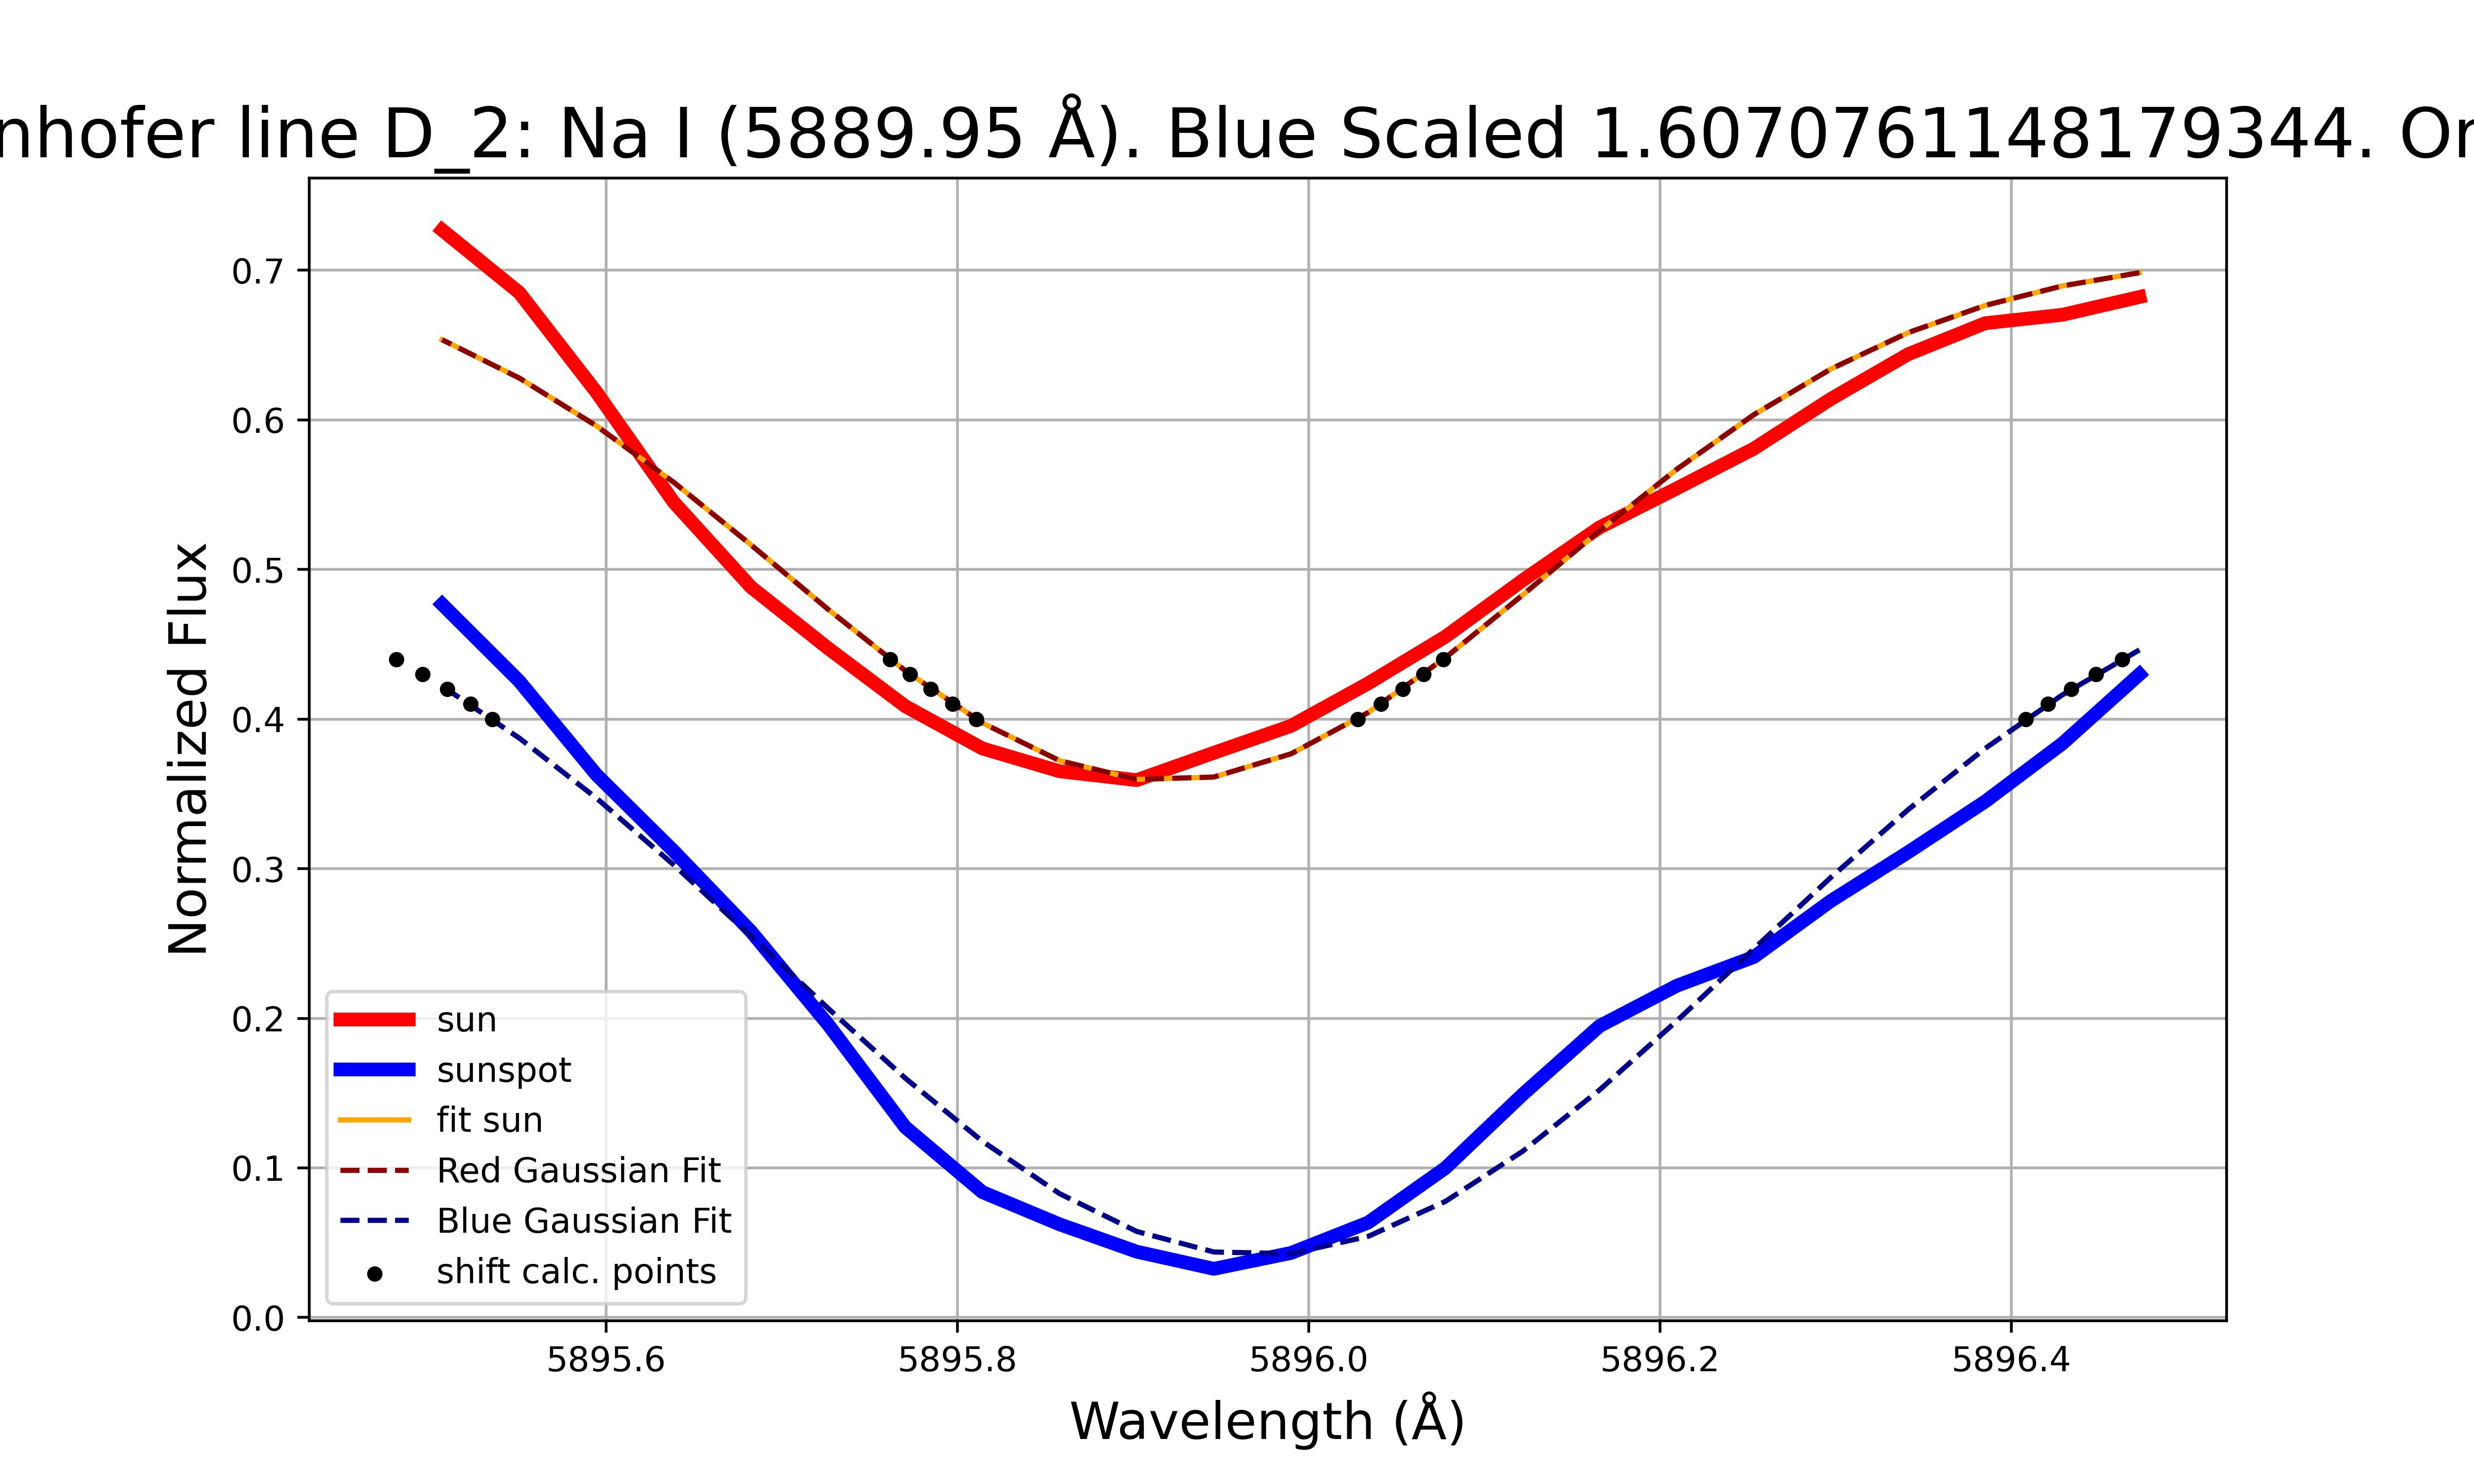 nhofer line D_2: Na I (5889.95 Å). Blue Scaled 1.6070761148179344. Or
Normalized Flux
0.7
0.6
0.5
0.4
0.3
0.2
0.1
0.0
sun
sunspot
fit sun
Red Gaussian Fit
Blue Gaussian Fit
shift calc. points
5895.6 5895.8 5896.0 5896.2 5896.4
Wavelength (Å)